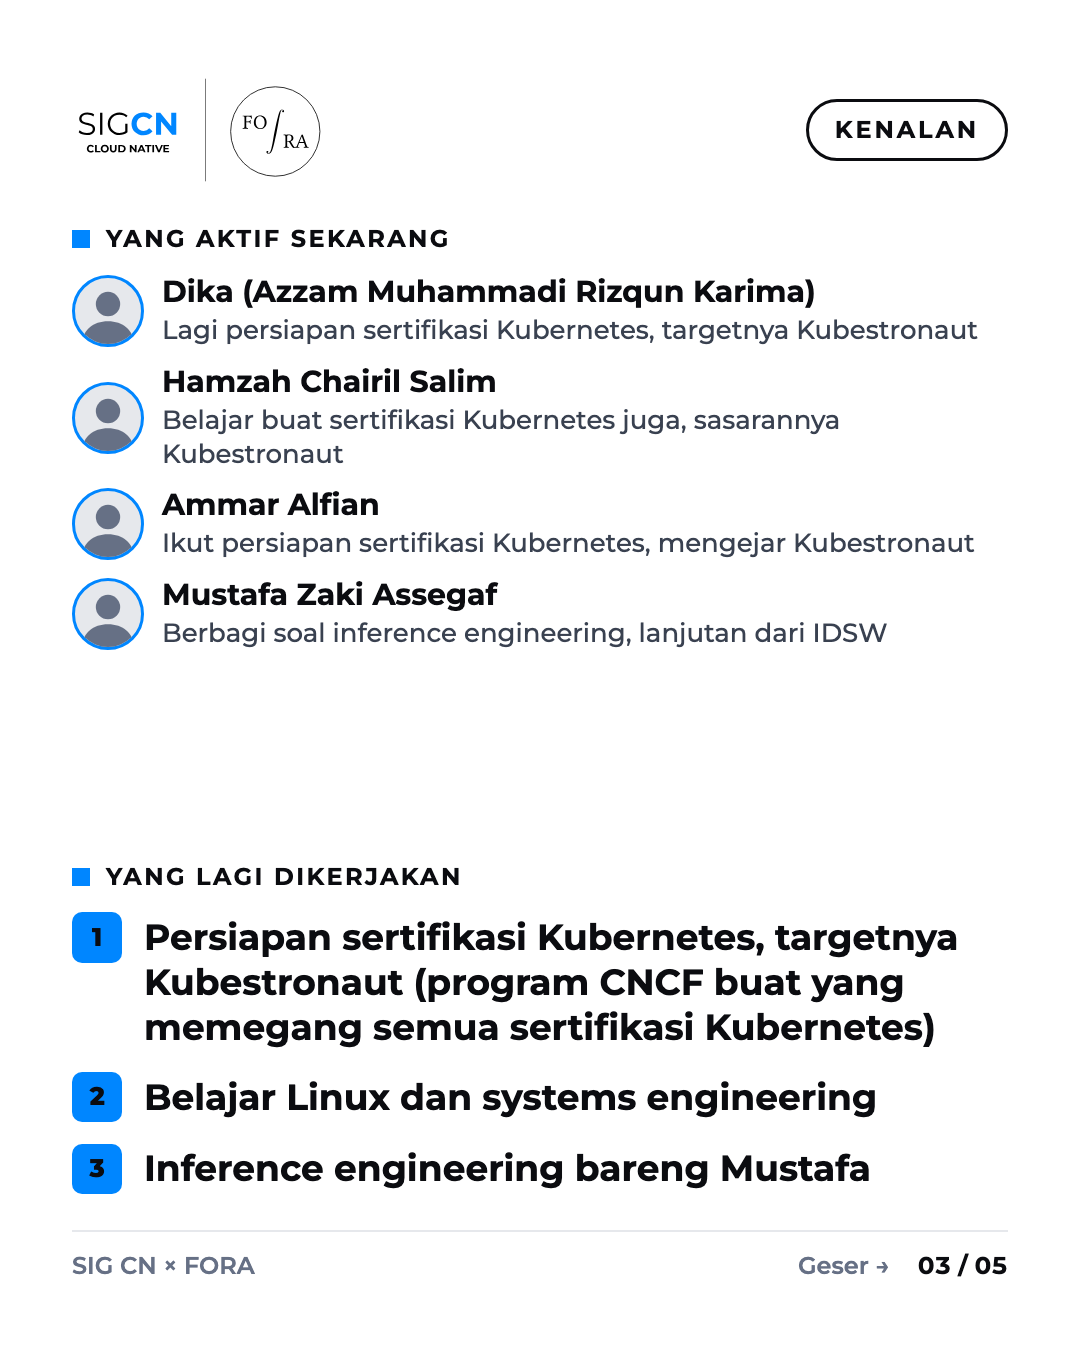 SIGCN
CLOUD NATIVE
FO
RA
KENALAN
YANG AKTIF SEKARANG
Dika (Azzam Muhammadi Rizqun Karima)
Lagi persiapan sertifikasi Kubernetes, targetnya Kubestronaut
Hamzah Chairil Salim
Belajar buat sertifikasi Kubernetes juga, sasarannya
Kubestronaut
Ammar Alfian
Ikut persiapan sertifikasi Kubernetes, mengejar Kubestronaut
Mustafa Zaki Assegaf
Berbagi soal inference engineering, lanjutan dari IDSW
YANG LAGI DIKERJAKAN
1 Persiapan sertifikasi Kubernetes, targetnya
Kubestronaut (program CNCF buat yang
memegang semua sertifikasi Kubernetes)
2 Belajar Linux dan systems engineering
3 Inference engineering bareng Mustafa
SIG CN × FORA
Geser → 03 / 05